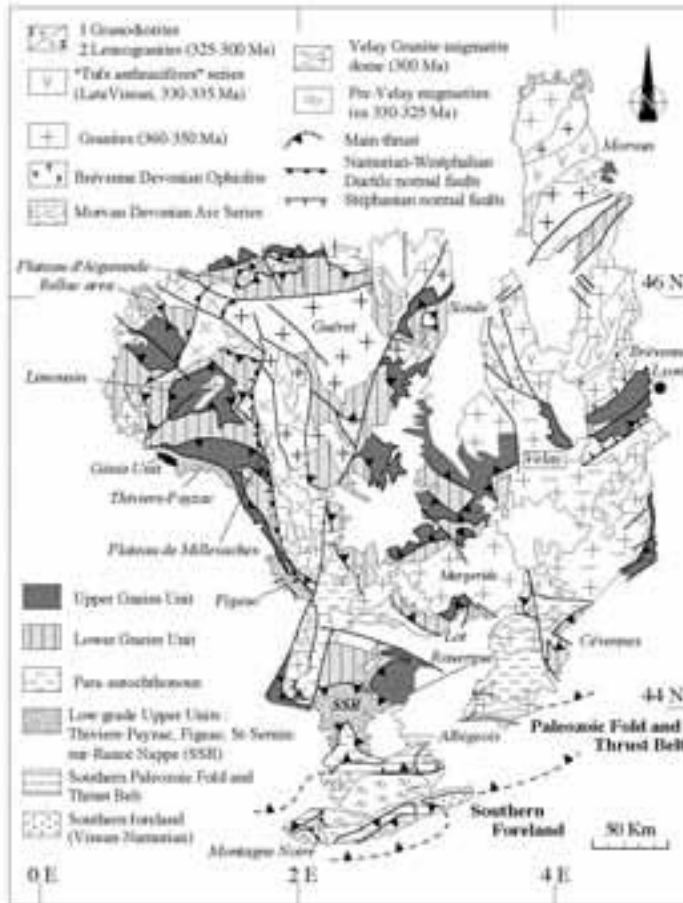 1 Granodiorites
2 Leucogranites (325-300 Ma)
"Tufs anthracifères" series
(Late Visean, 330-335 Ma)
Granites (360-350 Ma)
Brévenne Devonian Ophiolite
Morvan Devonian Arc Series
Velay Granite migmatite
dome (300 Ma)
Pre-Velay migmatites
(ca 330-325 Ma)
Main thrust
Namurian-Westphalian
Ductile normal faults
Stephanian normal faults
Morvan
Plateau d'Aigurande
Bellac area
46 N
Guéret
Sioule
Brévenne
Lyon
Limousin
Velay
Génis Unit
Thiviers-Payzac
Plateau de Millevaches
Margeride
Upper Gneiss Unit
Figeac
Lot
Cévennes
Lower Gneiss Unit
Rouergue
Para-autochthonous
SSR
44 N
Low grade Upper Units :
Thiviers-Payzac, Figeac, St-Sernin
sur-Rance Nappe (SSR)
Albigeois
Paleozoic Fold and
Thrust Belt
Southern Paleozoic Fold and
Thrust Belt
Southern
Foreland
50 Km
Southern foreland
(Visean-Namurian)
Montagne Noire
0 E
2 E
4 E